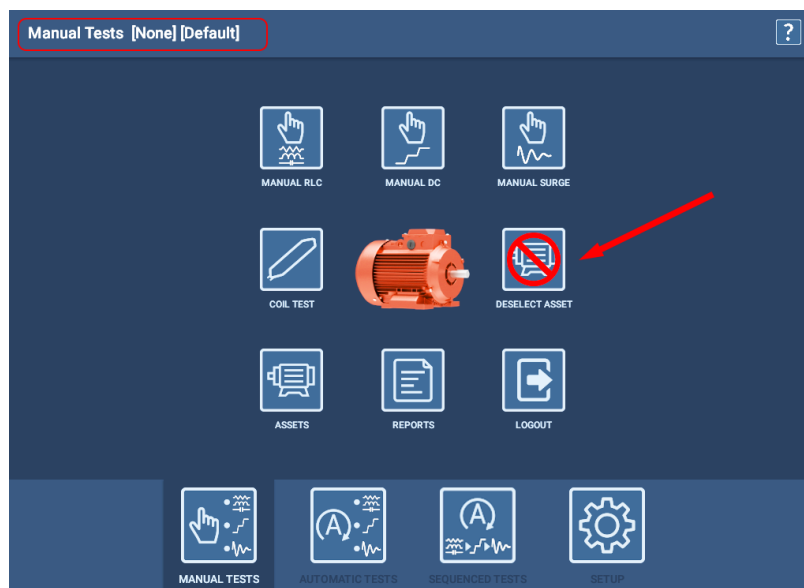 Manual Tests [None] [Default]
?
MANUAL RLC
MANUAL DC
MANUAL SURGE
COIL TEST
DESELECT ASSET
ASSETS
REPORTS
LOGOUT
A
A
MANUAL TESTS
AUTOMATIC TESTS
SEQUENCED TESTS
SETUP